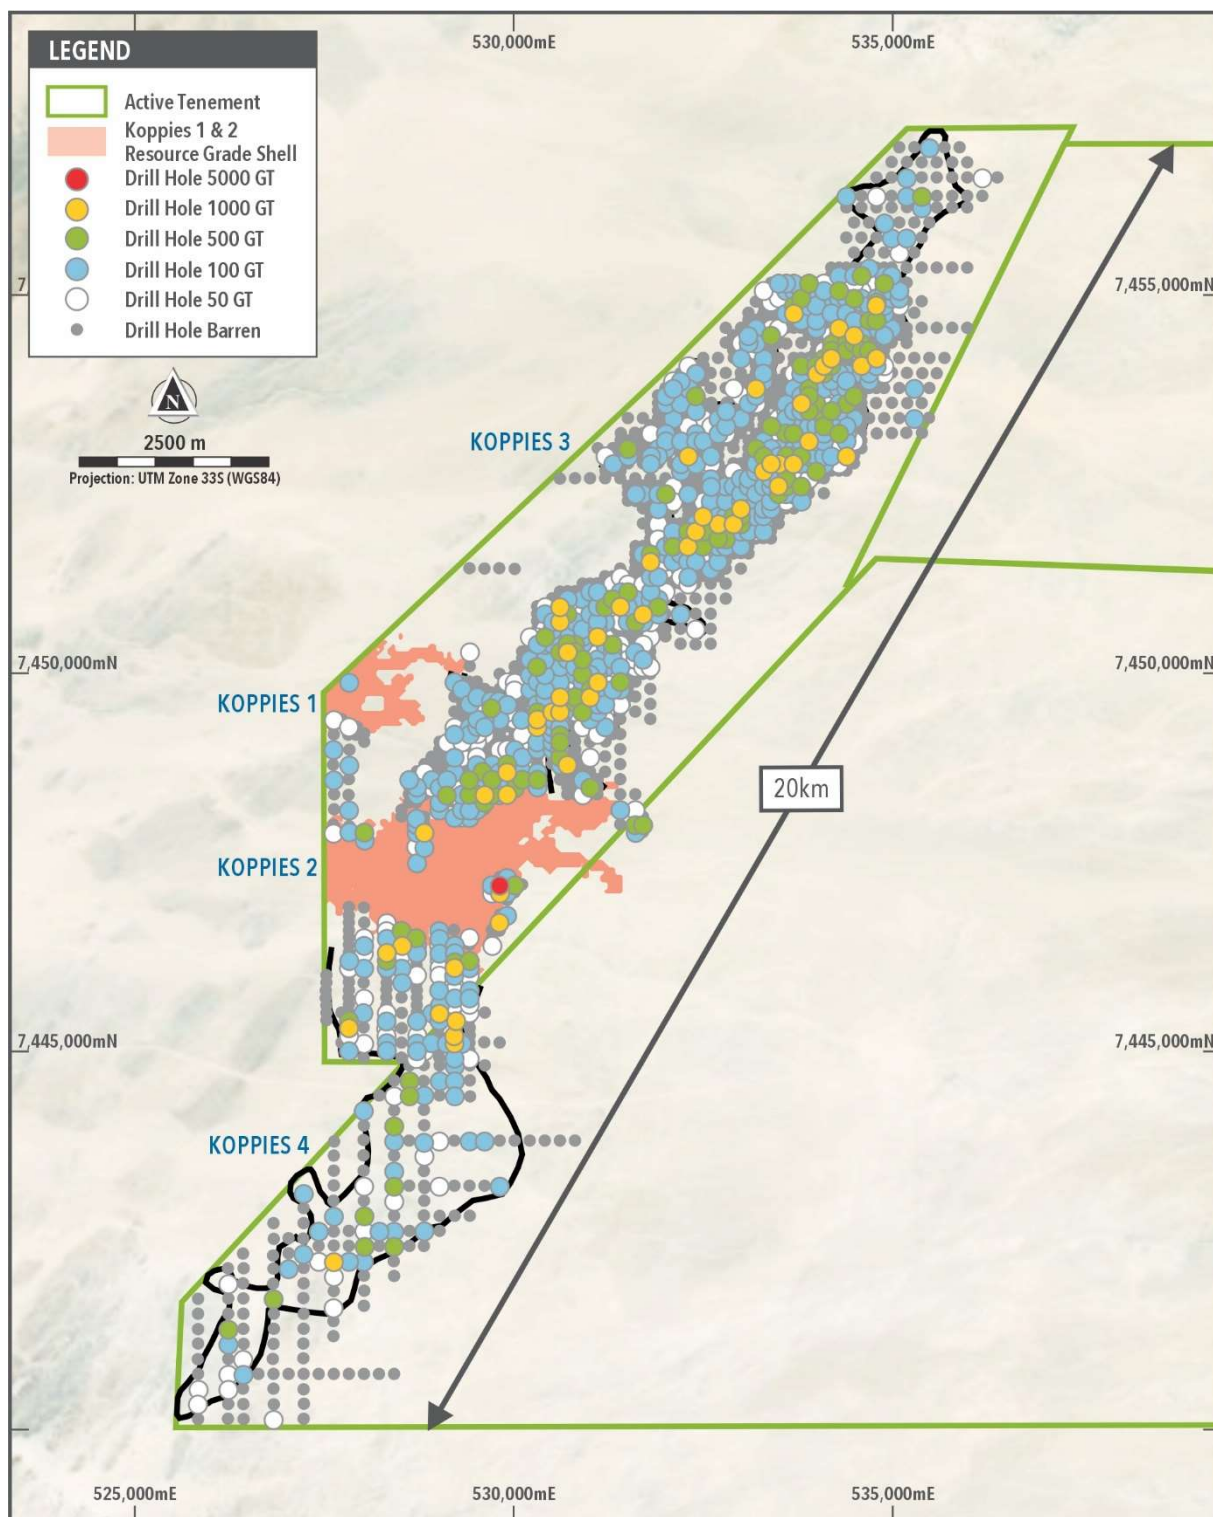 530,000mE
535,000mE
LEGEND
Active Tenement
Koppies 1 & 2
Resource Grade Shell
Drill Hole 5000 GT
Drill Hole 1000 GT
Drill Hole 500 GT
Drill Hole 100 GT
Drill Hole 50 GT
Drill Hole Barren
7
7,455,000mN
N
2500 m
Projection: UTM Zone 33S (WGS84)
KOPPIES 3
7,450,000mN
7,450,000mN
KOPPIES 1
20km
KOPPIES 2
7,445,000mN
7,445,000mN
KOPPIES 4
525,000mE
530,000mE
535,000mE